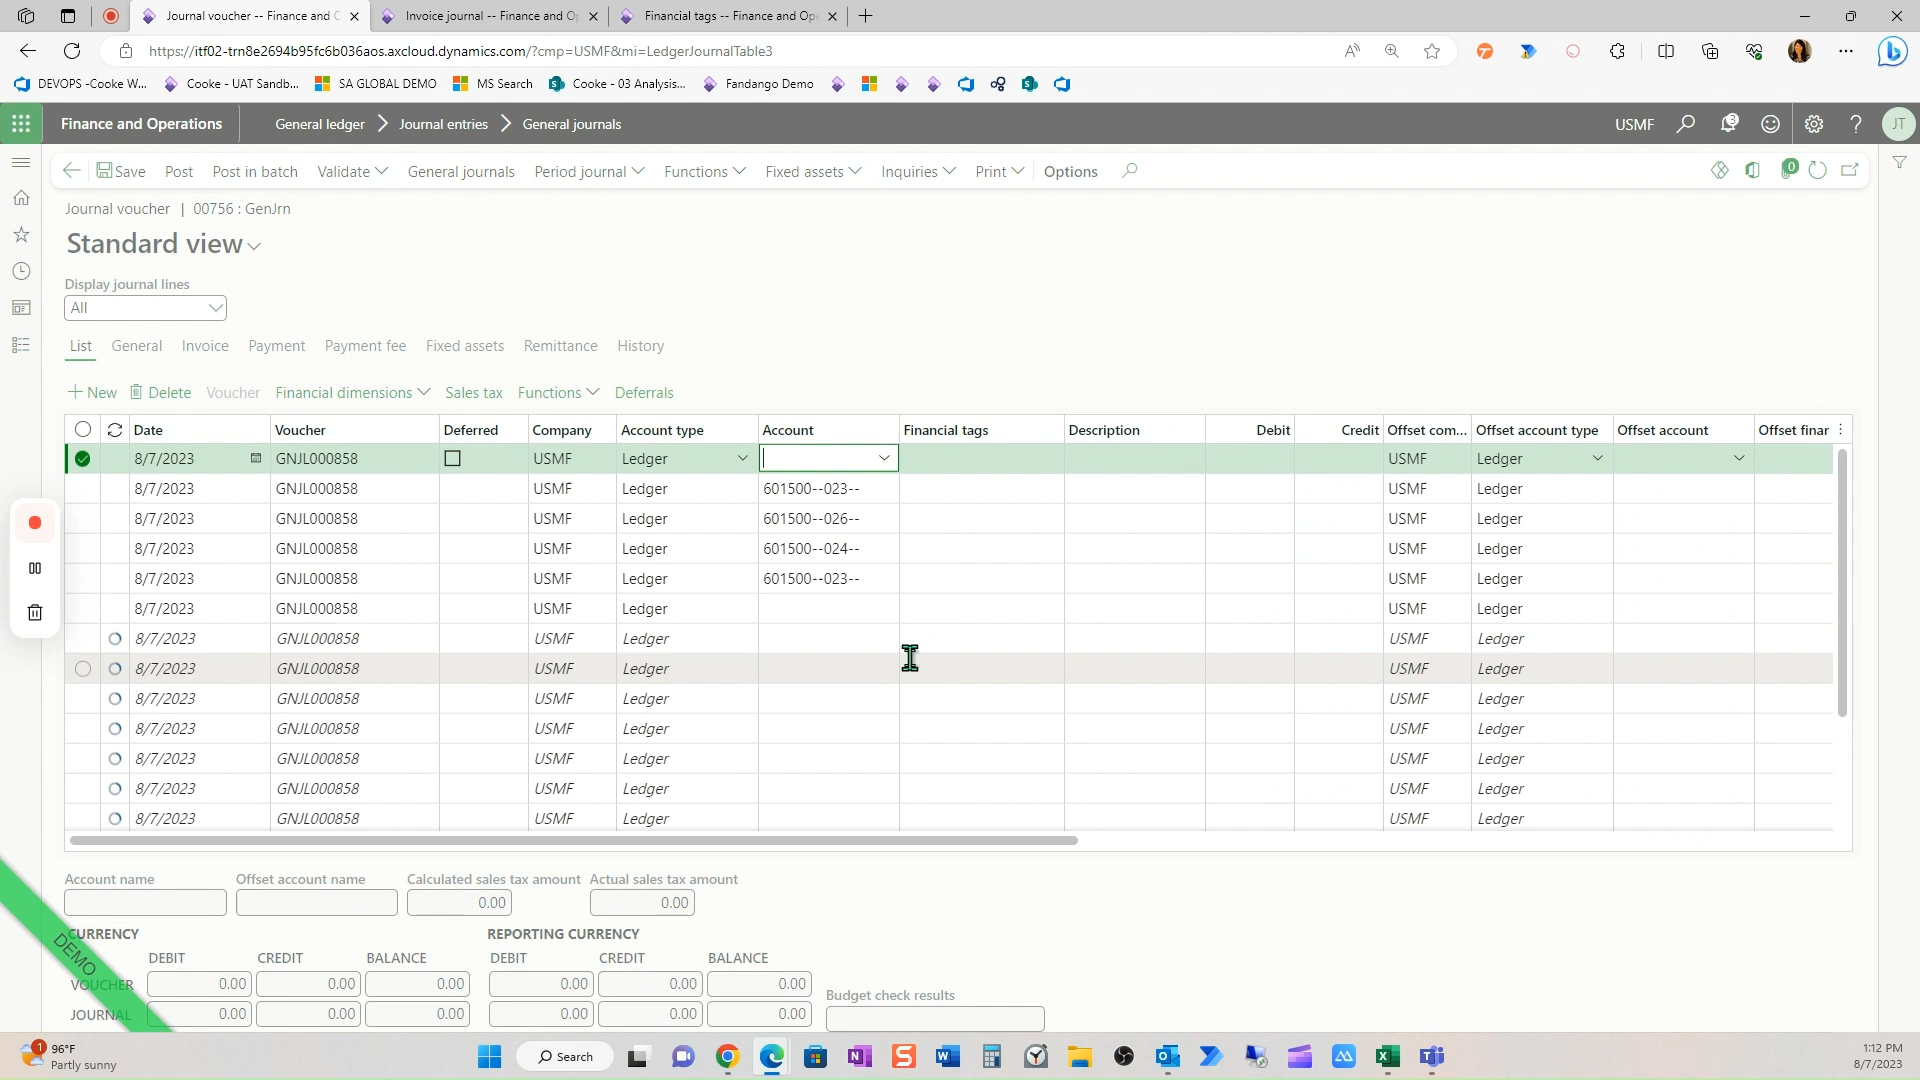 Journal voucher -- Finance and O
Invoice journal -- Finance and Op
Financial tags -- Finance and Ope
https://itf02-trn8e2694b95fc6b036aos.axcloud.dynamics.com/?cmp=USMF&mi=LedgerJournalTable3
DEVOPS -Cooke W... Cooke - UAT Sandb... SA GLOBAL DEMO MS Search Cooke - 03 Analysis... Fandango Demo
Finance and Operations General ledger Journal entries General journals USMF 3 ? JT
Save Post Post in batch Validate General journals Period journal Functions Fixed assets Inquiries Print Options 0
Journal voucher | 00756 : GenJrn
Standard view
Display journal lines
All
List General Invoice Payment Payment fee Fixed assets Remittance History
New Delete Voucher Financial dimensions Sales tax Functions Deferrals
Date Voucher Deferred Company Account type Account Financial tags Description Debit Credit Offset com... Offset account type Offset account Offset finar
8/7/2023 GNJL000858 USMF Ledger USMF Ledger
8/7/2023 GNJL000858 USMF Ledger 601500--023-- USMF Ledger
8/7/2023 GNJL000858 USMF Ledger 601500--026-- USMF Ledger
8/7/2023 GNJL000858 USMF Ledger 601500--024-- USMF Ledger
8/7/2023 GNJL000858 USMF Ledger 601500--023-- USMF Ledger
8/7/2023 GNJL000858 USMF Ledger USMF Ledger
8/7/2023 GNJL000858 USMF Ledger USMF Ledger
8/7/2023 GNJL000858 USMF Ledger USMF Ledger
8/7/2023 GNJL000858 USMF Ledger USMF Ledger
8/7/2023 GNJL000858 USMF Ledger USMF Ledger
8/7/2023 GNJL000858 USMF Ledger USMF Ledger
8/7/2023 GNJL000858 USMF Ledger USMF Ledger
8/7/2023 GNJL000858 USMF Ledger USMF Ledger
Account name Offset account name Calculated sales tax amount Actual sales tax amount
0.00 0.00
CURRENCY REPORTING CURRENCY
DEBIT CREDIT BALANCE DEBIT CREDIT BALANCE
VOUCHER 0.00 0.00 0.00 0.00 0.00 0.00
Budget check results
JOURNAL 0.00 0.00 0.00 0.00 0.00 0.00
DEMO
1 96°F
Partly sunny
Search
1:12 PM
8/7/2023